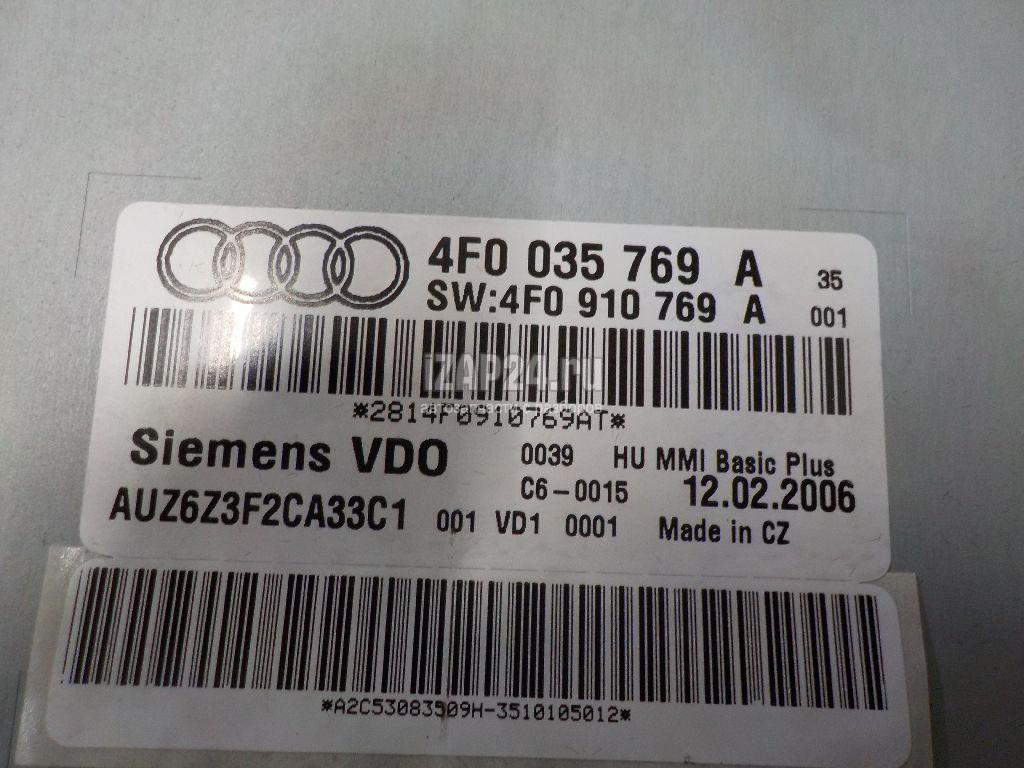 4F0 035 769 A 35
SW:4F0 910 769 A 001
iZAP24.ru
*2814F0910769AT*
Siemens VDO 0039 HU MMI Basic Plus
C6-0015 12.02.2006
AUZ6Z3F2CA33C1 001 VD1 0001 Made in CZ
*A2C53083509H-3510105012*